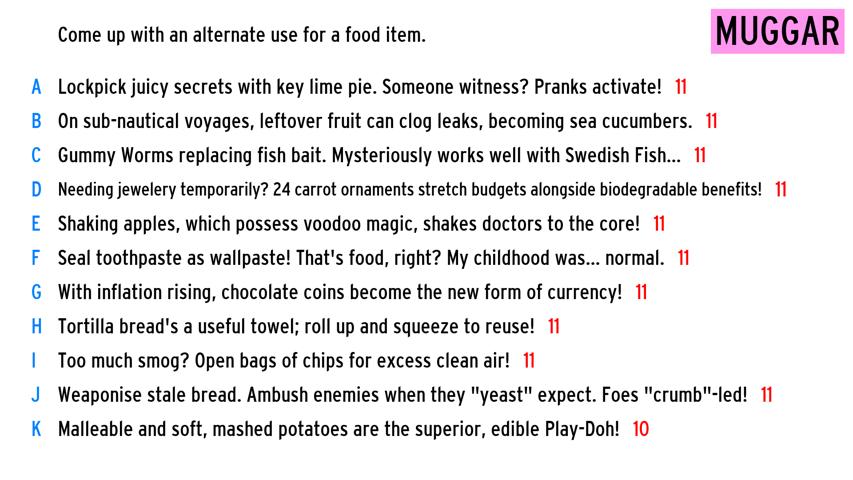 Come up with an alternate use for a food item.
MUGGAR
A Lockpick juicy secrets with key lime pie. Someone witness? Pranks activate! 11
B On sub-nautical voyages, leftover fruit can clog leaks, becoming sea cucumbers. 11
C Gummy Worms replacing fish bait. Mysteriously works well with Swedish Fish... 11
D Needing jewelery temporarily? 24 carrot ornaments stretch budgets alongside biodegradable benefits! 11
E Shaking apples, which possess voodoo magic, shakes doctors to the core! 11
F Seal toothpaste as wallpaste! That's food, right? My childhood was... normal. 11
G With inflation rising, chocolate coins become the new form of currency! 11
H Tortilla bread's a useful towel; roll up and squeeze to reuse! 11
I Too much smog? Open bags of chips for excess clean air! 11
J Weaponise stale bread. Ambush enemies when they "yeast" expect. Foes "crumb"-led! 11
K Malleable and soft, mashed potatoes are the superior, edible Play-Doh! 10